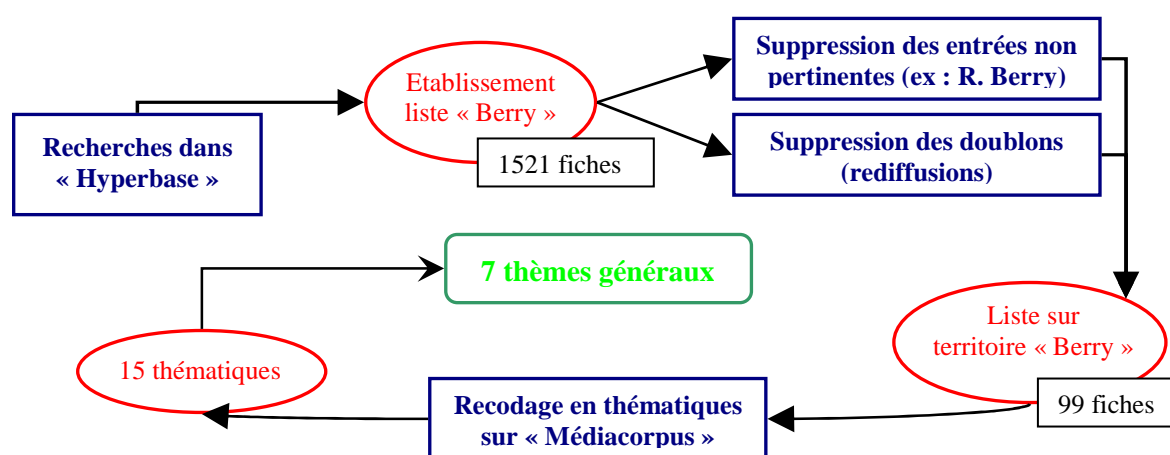 Recherches dans
« Hyperbase »
Etablissement
liste « Berry »
1521 fiches
Suppression des entrées non
pertinentes (ex : R. Berry)
Suppression des doublons
(rediffusions)
Liste sur
territoire « Berry »
99 fiches
Recodage en thématiques
sur « Médiacorpus »
15 thématiques
7 thèmes généraux